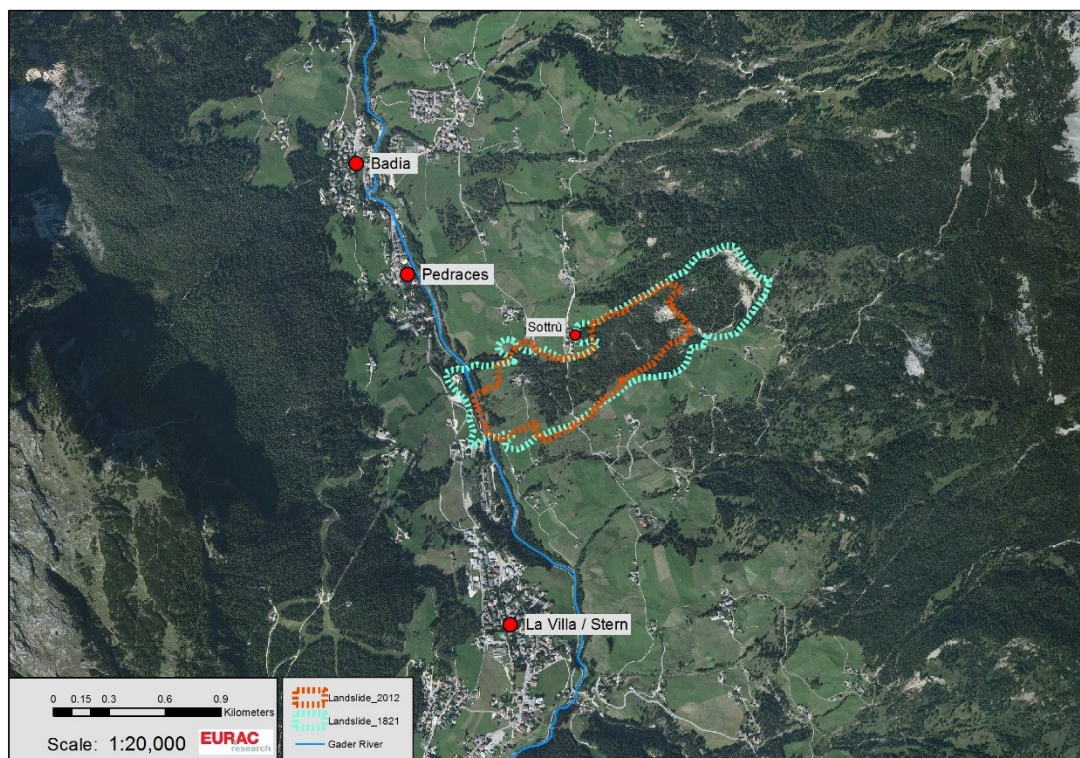 Badia
Pedraces
Sottrù
La Villa / Stern
0 0.15 0.3 0.6 0.9
Kilometers
Scale: 1:20,000
EURAC
research
Landslide_2012
Landslide_1821
Gader River